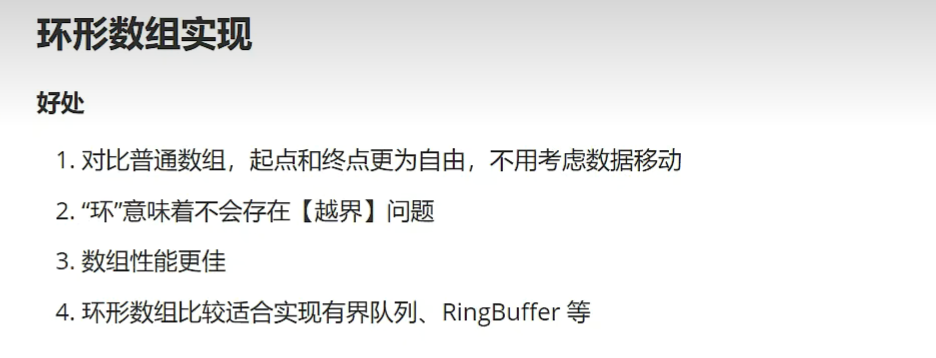 环形数组实现
好处
1. 对比普通数组，起点和终点更为自由，不用考虑数据移动
2. “环”意味着不会存在【越界】问题
3. 数组性能更佳
4. 环形数组比较适合实现有界队列、RingBuffer 等